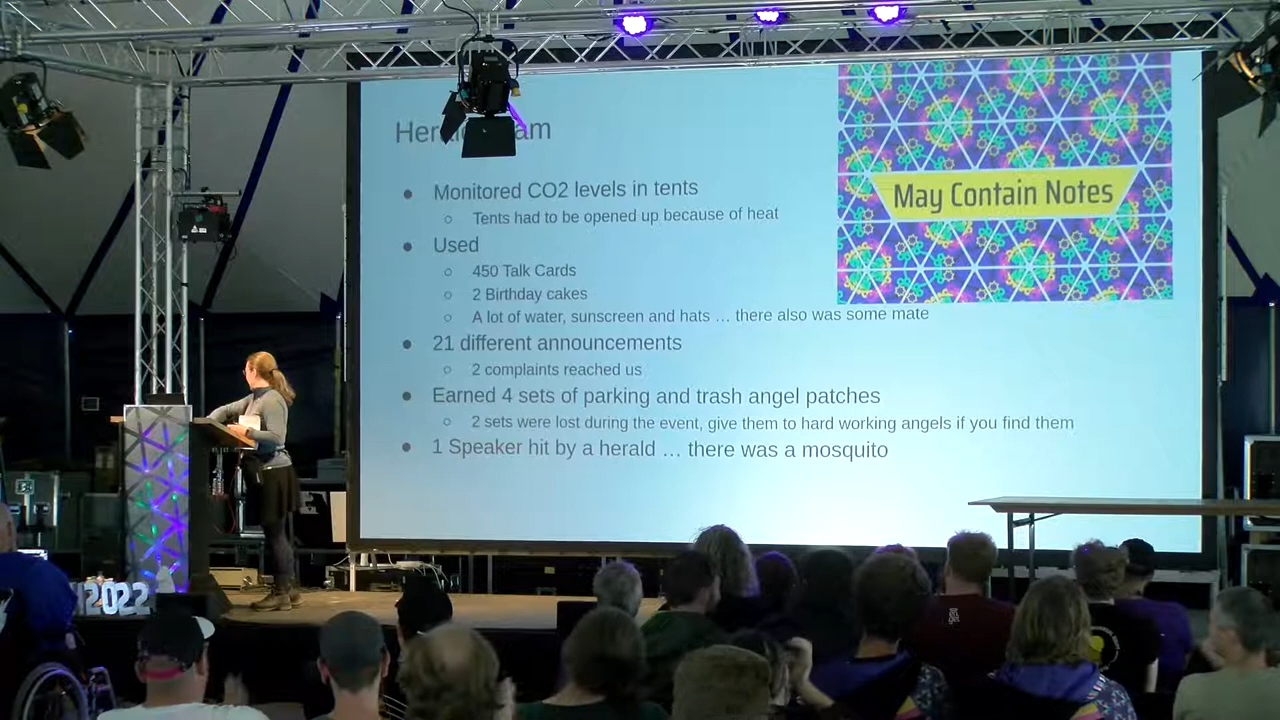 Her am
May Contain Notes
Monitored CO2 levels in tents
Tents had to be opened up because of heat
Used
450 Talk Cards
2 Birthday cakes
A lot of water, sunscreen and hats … there also was some mate
21 different announcements
2 complaints reached us
Earned 4 sets of parking and trash angel patches
2 sets were lost during the event, give them to hard working angels if you find them
1 Speaker hit by a herald … there was a mosquito
2022